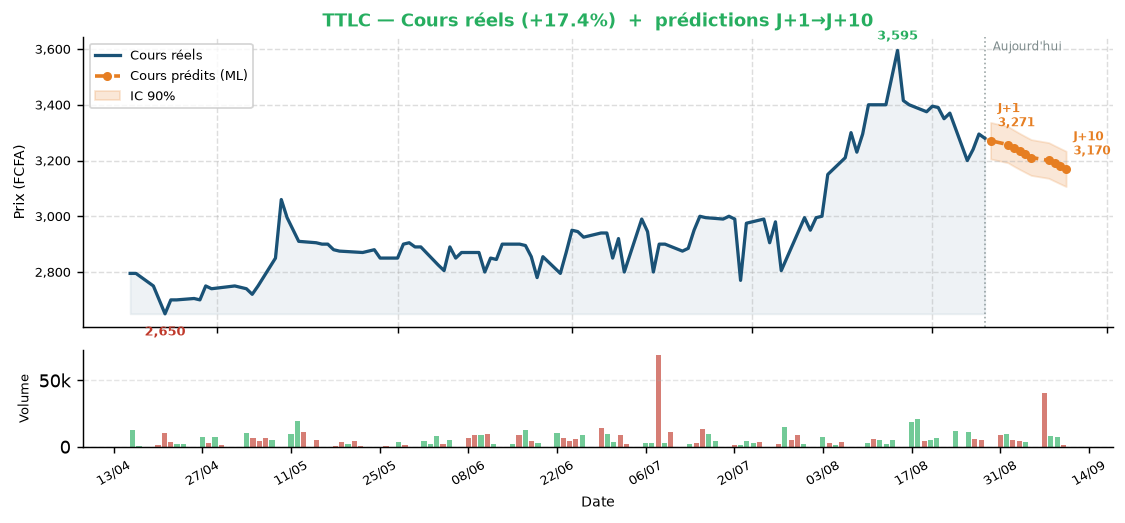 TTLC — Cours réels (+17.4%)  +  prédictions J+1→J+10
Cours réels
Cours prédits (ML)
IC 90%
3,595
Aujourd'hui
J+1
3,271
J+10
3,170
2,650
Prix (FCFA)
3,600
3,400
3,200
3,000
2,800
Volume
50k
0
13/04
27/04
11/05
25/05
08/06
22/06
06/07
20/07
03/08
17/08
31/08
14/09
Date